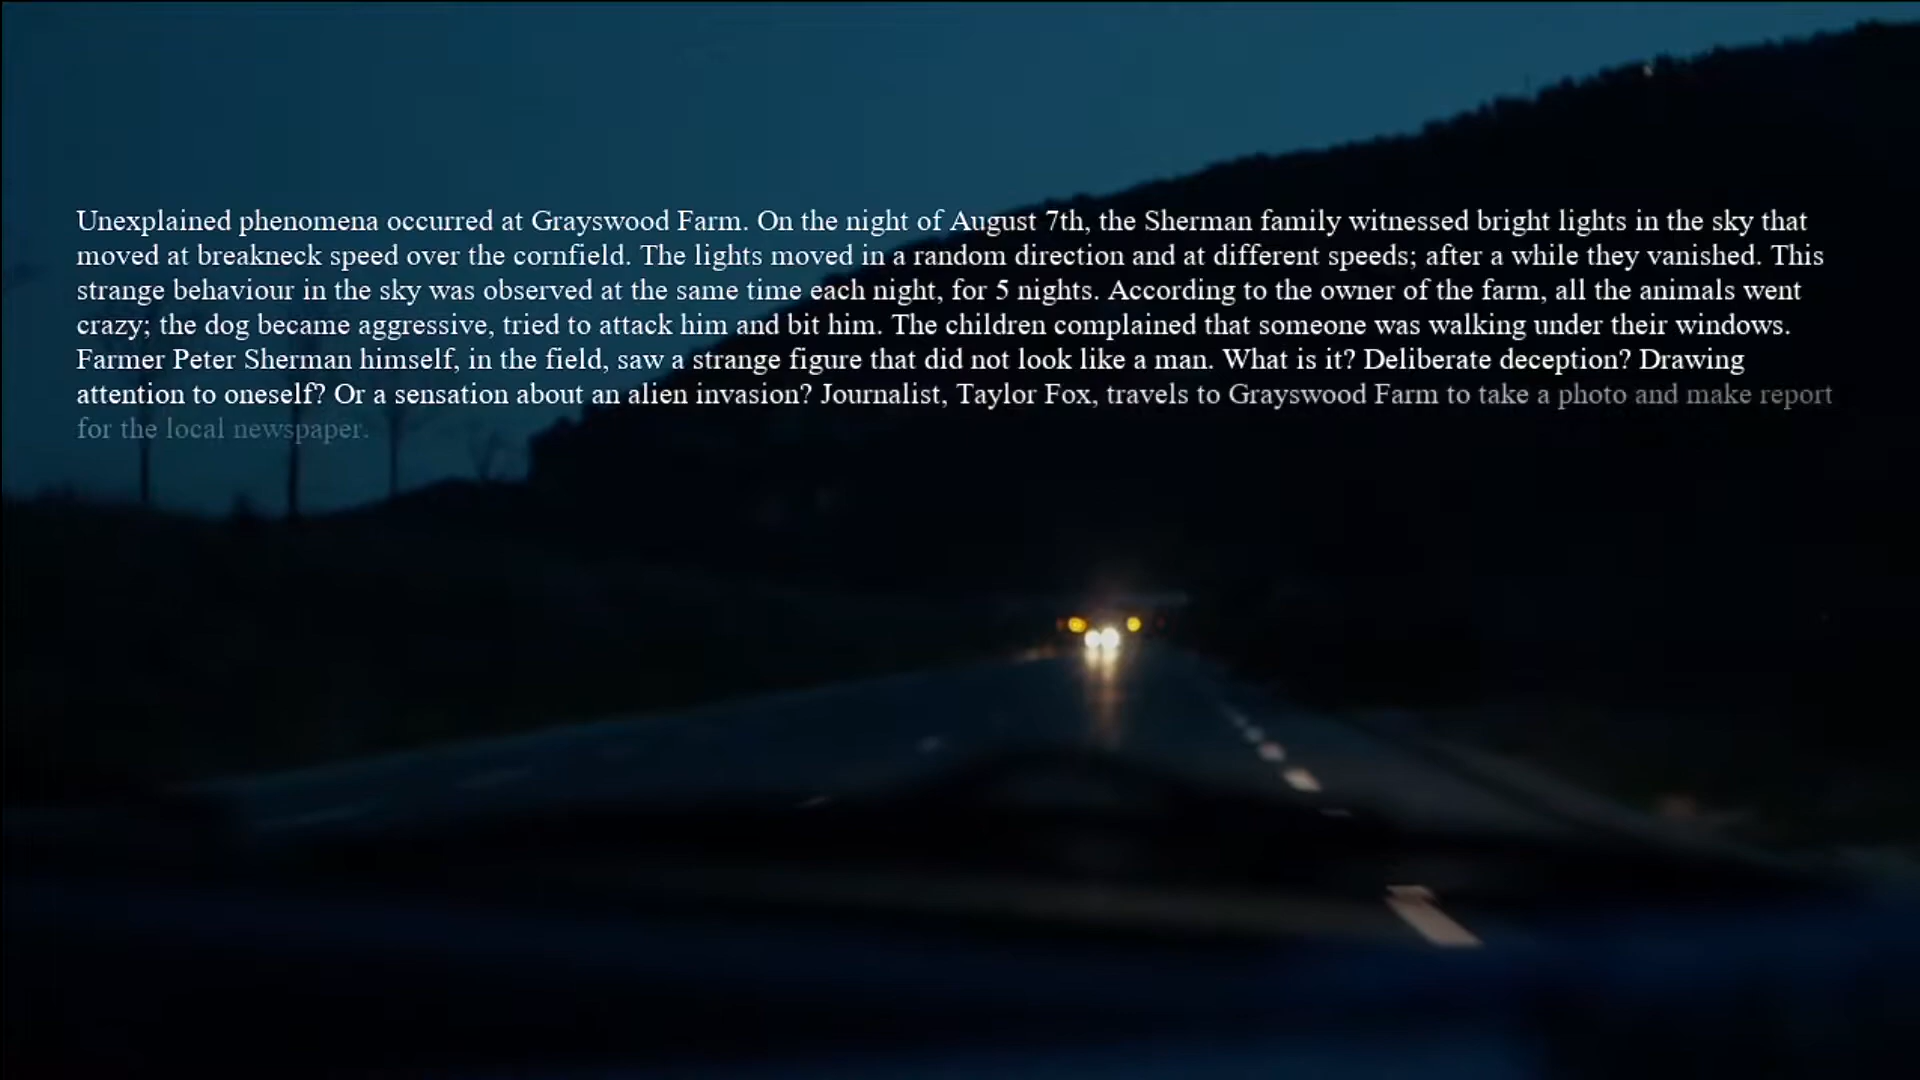 Unexplained phenomena occurred at Grayswood Farm. On the night of August 7th, the Sherman family witnessed bright lights in the sky that
moved at breakneck speed over the cornfield. The lights moved in a random direction and at different speeds; after a while they vanished. This
strange behaviour in the sky was observed at the same time each night, for 5 nights. According to the owner of the farm, all the animals went
crazy; the dog became aggressive, tried to attack him and bit him. The children complained that someone was walking under their windows.
Farmer Peter Sherman himself, in the field, saw a strange figure that did not look like a man. What is it? Deliberate deception? Drawing
attention to oneself? Or a sensation about an alien invasion? Journalist, Taylor Fox, travels to Grayswood Farm to take a photo and make report
for the local newspaper.